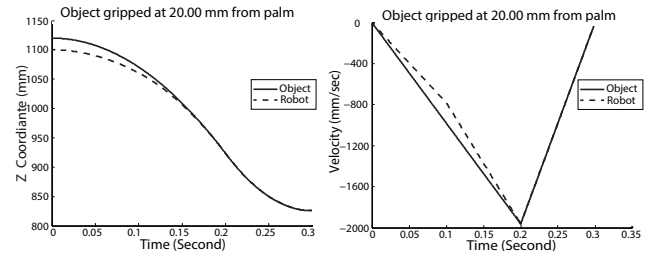 Object gripped at 20.00 mm from palm
1150
1100
1050
1000
950
900
850
800
0
0.05
0.1
0.15
0.2
0.25
0.3
Z Coordiante (mm)
Time (Second)
Object
Robot
Object gripped at 20.00 mm from palm
0
−400
−800
−1200
−1600
−2000
0
0.05
0.1
0.15
0.2
0.25
0.30
0.35
Velocity (mm/sec)
Time (Second)
Object
Robot